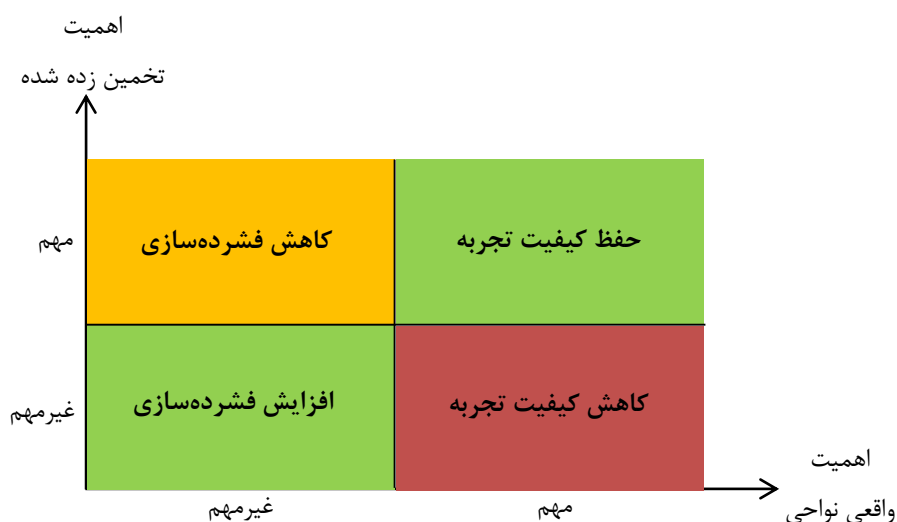 اهمیت
تخمین زده شده
مهم
کاهش فشرده‌سازی
حفظ کیفیت تجربه
غیرمهم
افزایش فشرده‌سازی
کاهش کیفیت تجربه
غیرمهم
مهم
اهمیت
واقعی نواحی